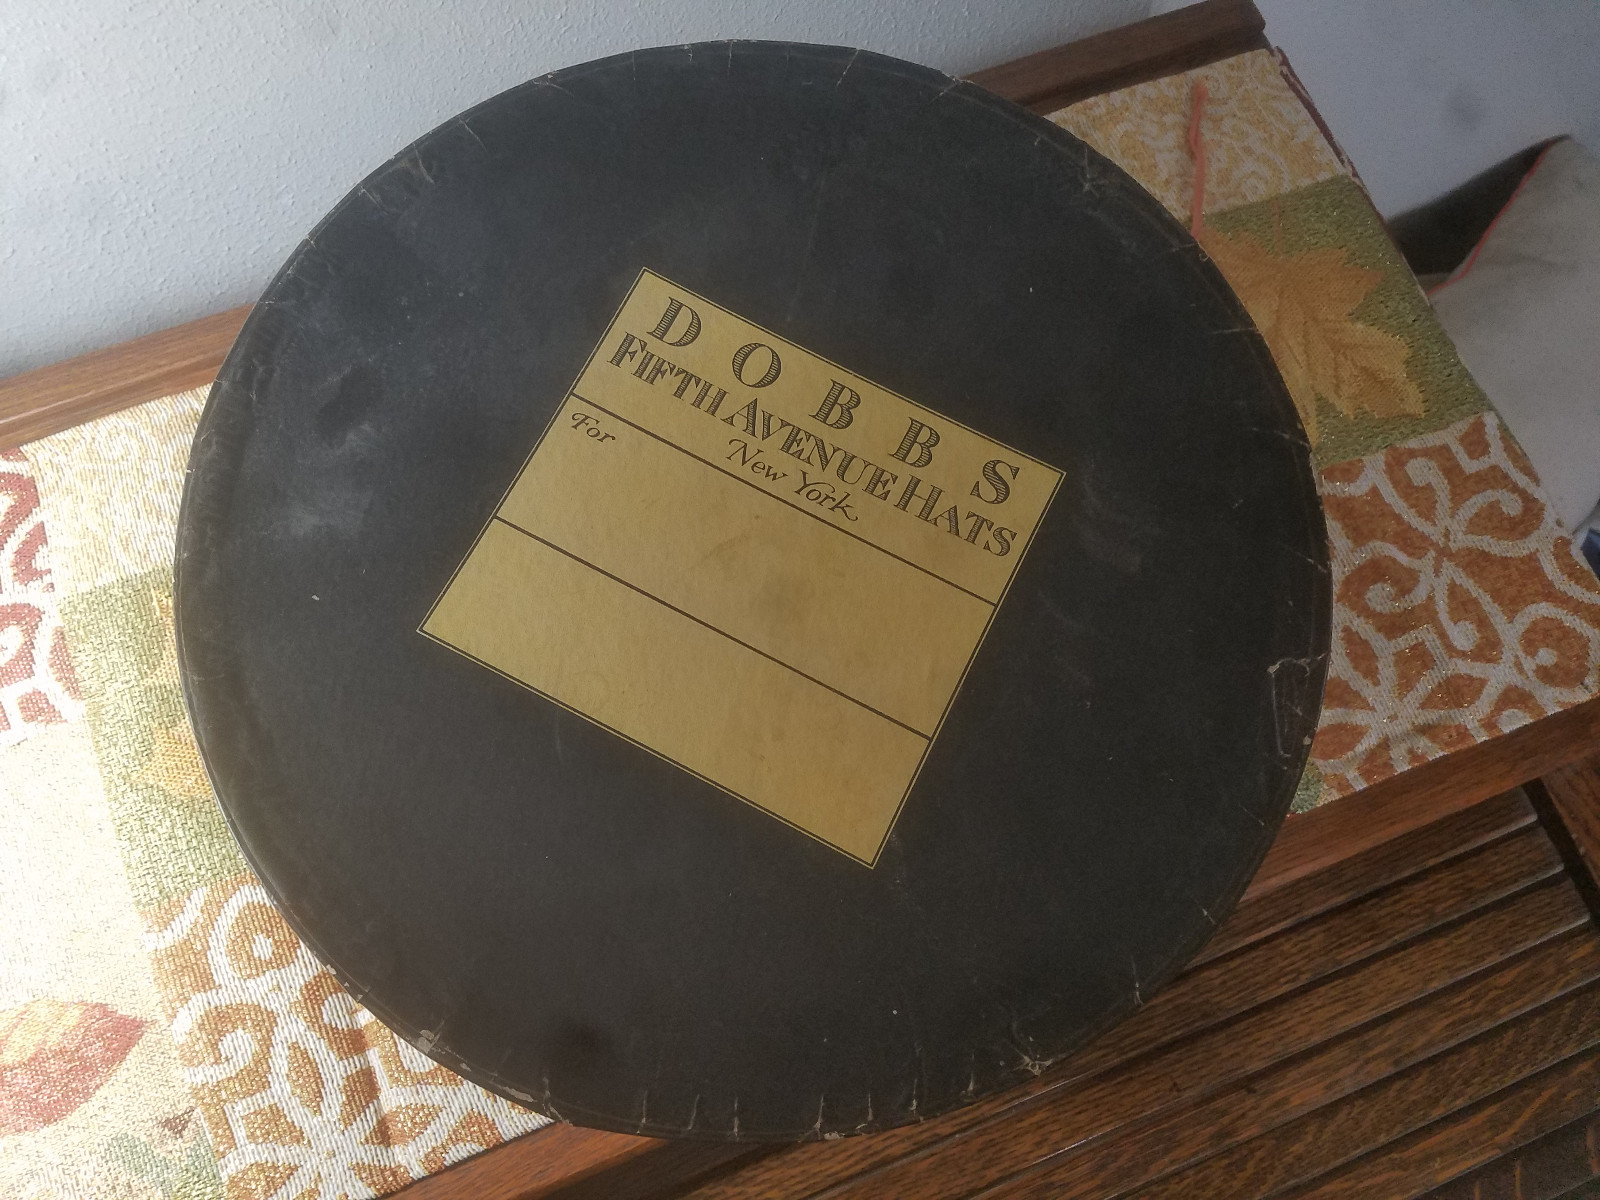 DOBBS
FIFTH AVENUE HATS
New York
For